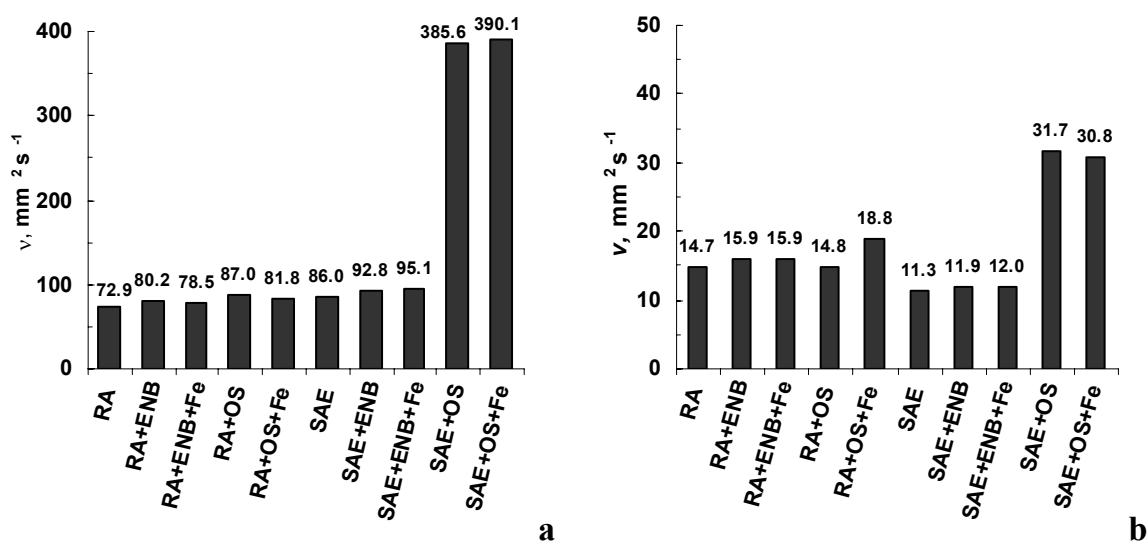 400
300
200
100
0
ν, mm ² s ⁻¹
72.9
80.2
78.5
87.0
81.8
86.0
92.8
95.1
385.6
390.1
RA
RA+ENB
RA+ENB+Fe
RA+OS
RA+OS+Fe
SAE
SAE+ENB
SAE+ENB+Fe
SAE+OS
SAE+OS+Fe
a
50
40
30
20
10
0
ν, mm ² s ⁻¹
14.7
15.9
15.9
14.8
18.8
11.3
11.9
12.0
31.7
30.8
RA
RA+ENB
RA+ENB+Fe
RA+OS
RA+OS+Fe
SAE
SAE+ENB
SAE+ENB+Fe
SAE+OS
SAE+OS+Fe
b